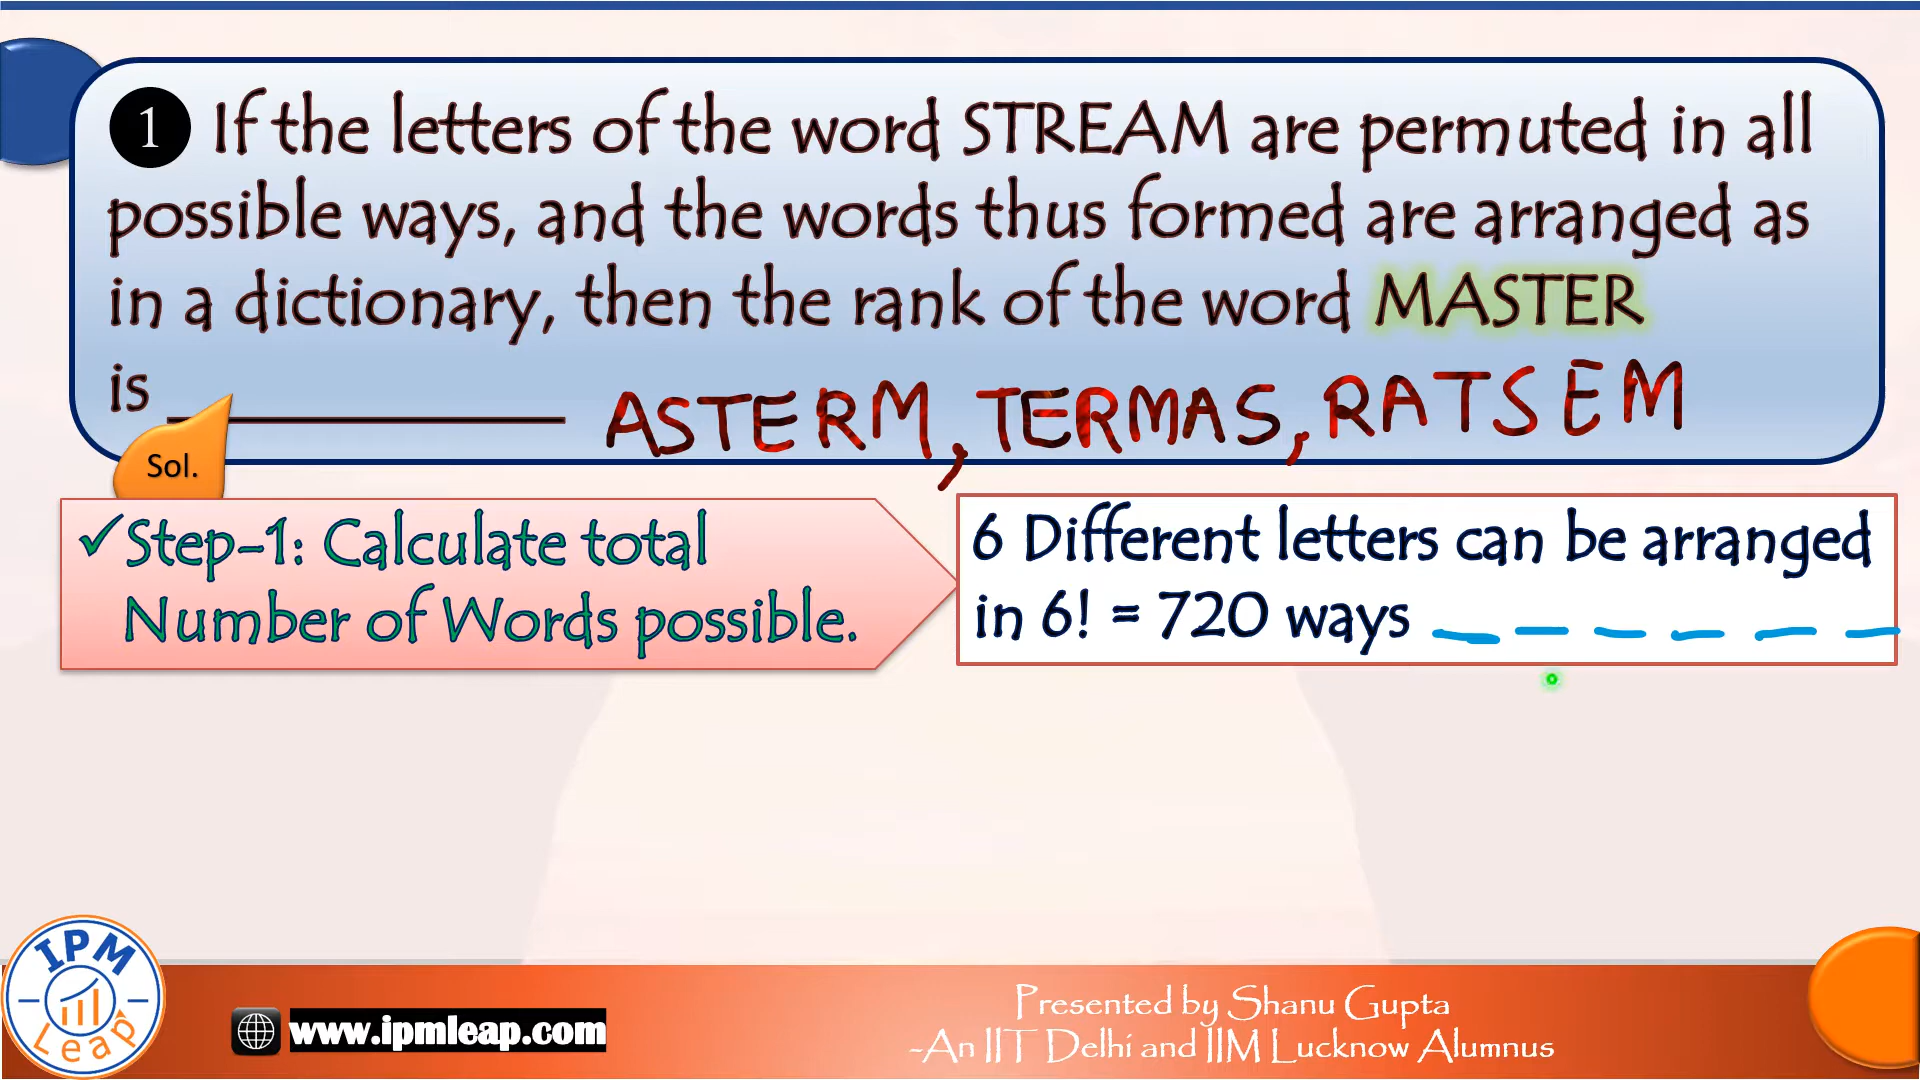 1 If the letters of the word STREAM are permuted in all
possible ways, and the words thus formed are arranged as
in a dictionary, then the rank of the word MASTER
is ____________
ASTERM, TERMAS, RATSEM
Sol.
✓Step-1: Calculate total
Number of Words possible.
6 Different letters can be arranged
in 6! = 720 ways _ _ _ _ _ _
IPM
Leap
www.ipmleap.com
Presented by Shanu Gupta
-An IIT Delhi and IIM Lucknow Alumnus